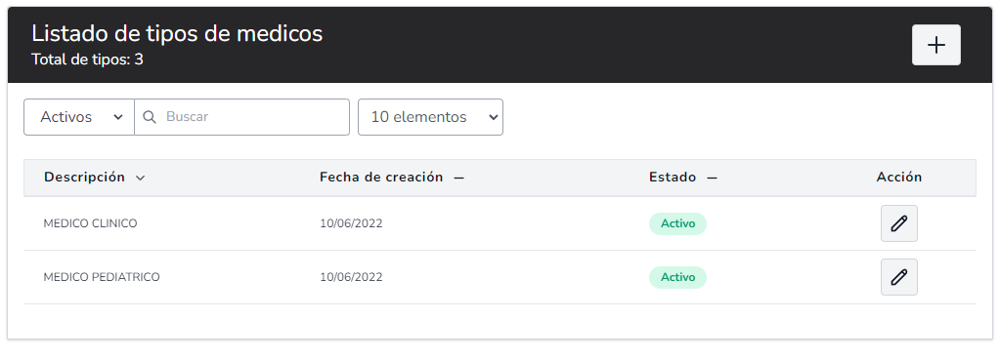 Listado de tipos de medicos
Total de tipos: 3
Activos Buscar 10 elementos
Descripción Fecha de creación Estado Acción
MEDICO CLINICO 10/06/2022 Activo
MEDICO PEDIATRICO 10/06/2022 Activo